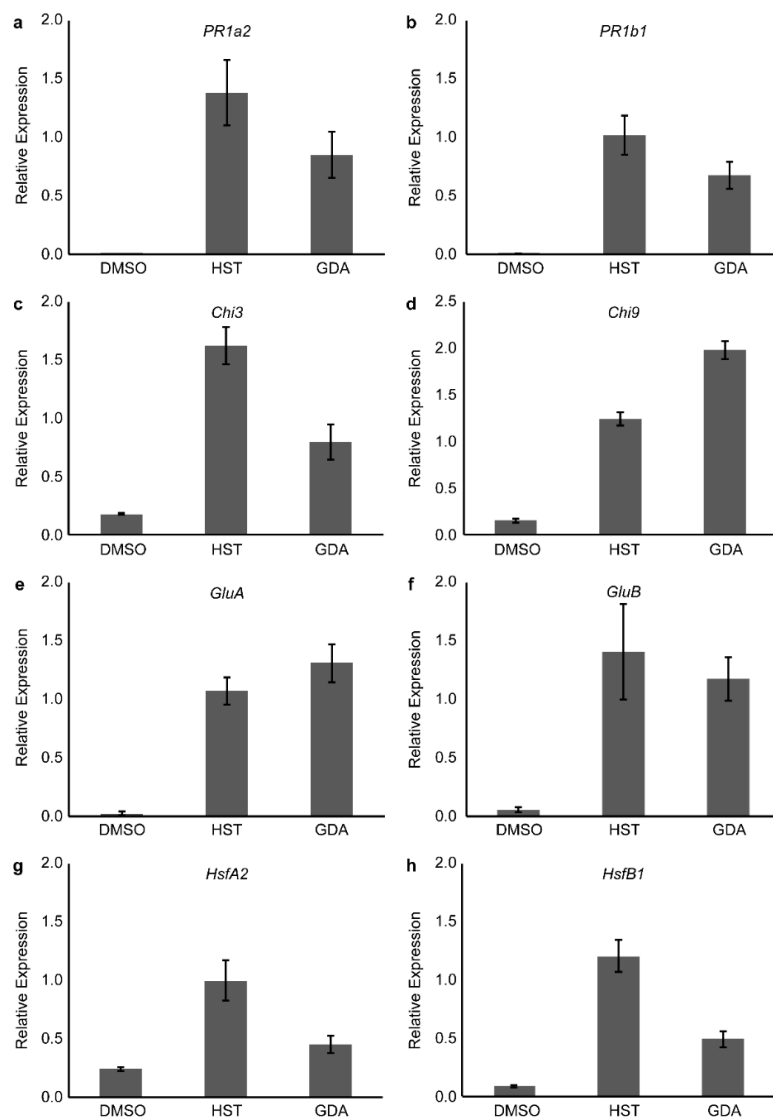 a
PR1a2
Relative Expression
2.0
1.5
1.0
0.5
0.0
DMSO HST GDA
b
PR1b1
Relative Expression
2.0
1.5
1.0
0.5
0.0
DMSO HST GDA
c
Chi3
Relative Expression
2.0
1.5
1.0
0.5
0.0
DMSO HST GDA
d
Chi9
Relative Expression
2.5
2.0
1.5
1.0
0.5
0.0
DMSO HST GDA
e
GluA
Relative Expression
2.0
1.5
1.0
0.5
0.0
DMSO HST GDA
f
GluB
Relative Expression
2.0
1.5
1.0
0.5
0.0
DMSO HST GDA
g
HsfA2
Relative Expression
2.0
1.5
1.0
0.5
0.0
DMSO HST GDA
h
HsfB1
Relative Expression
2.0
1.5
1.0
0.5
0.0
DMSO HST GDA